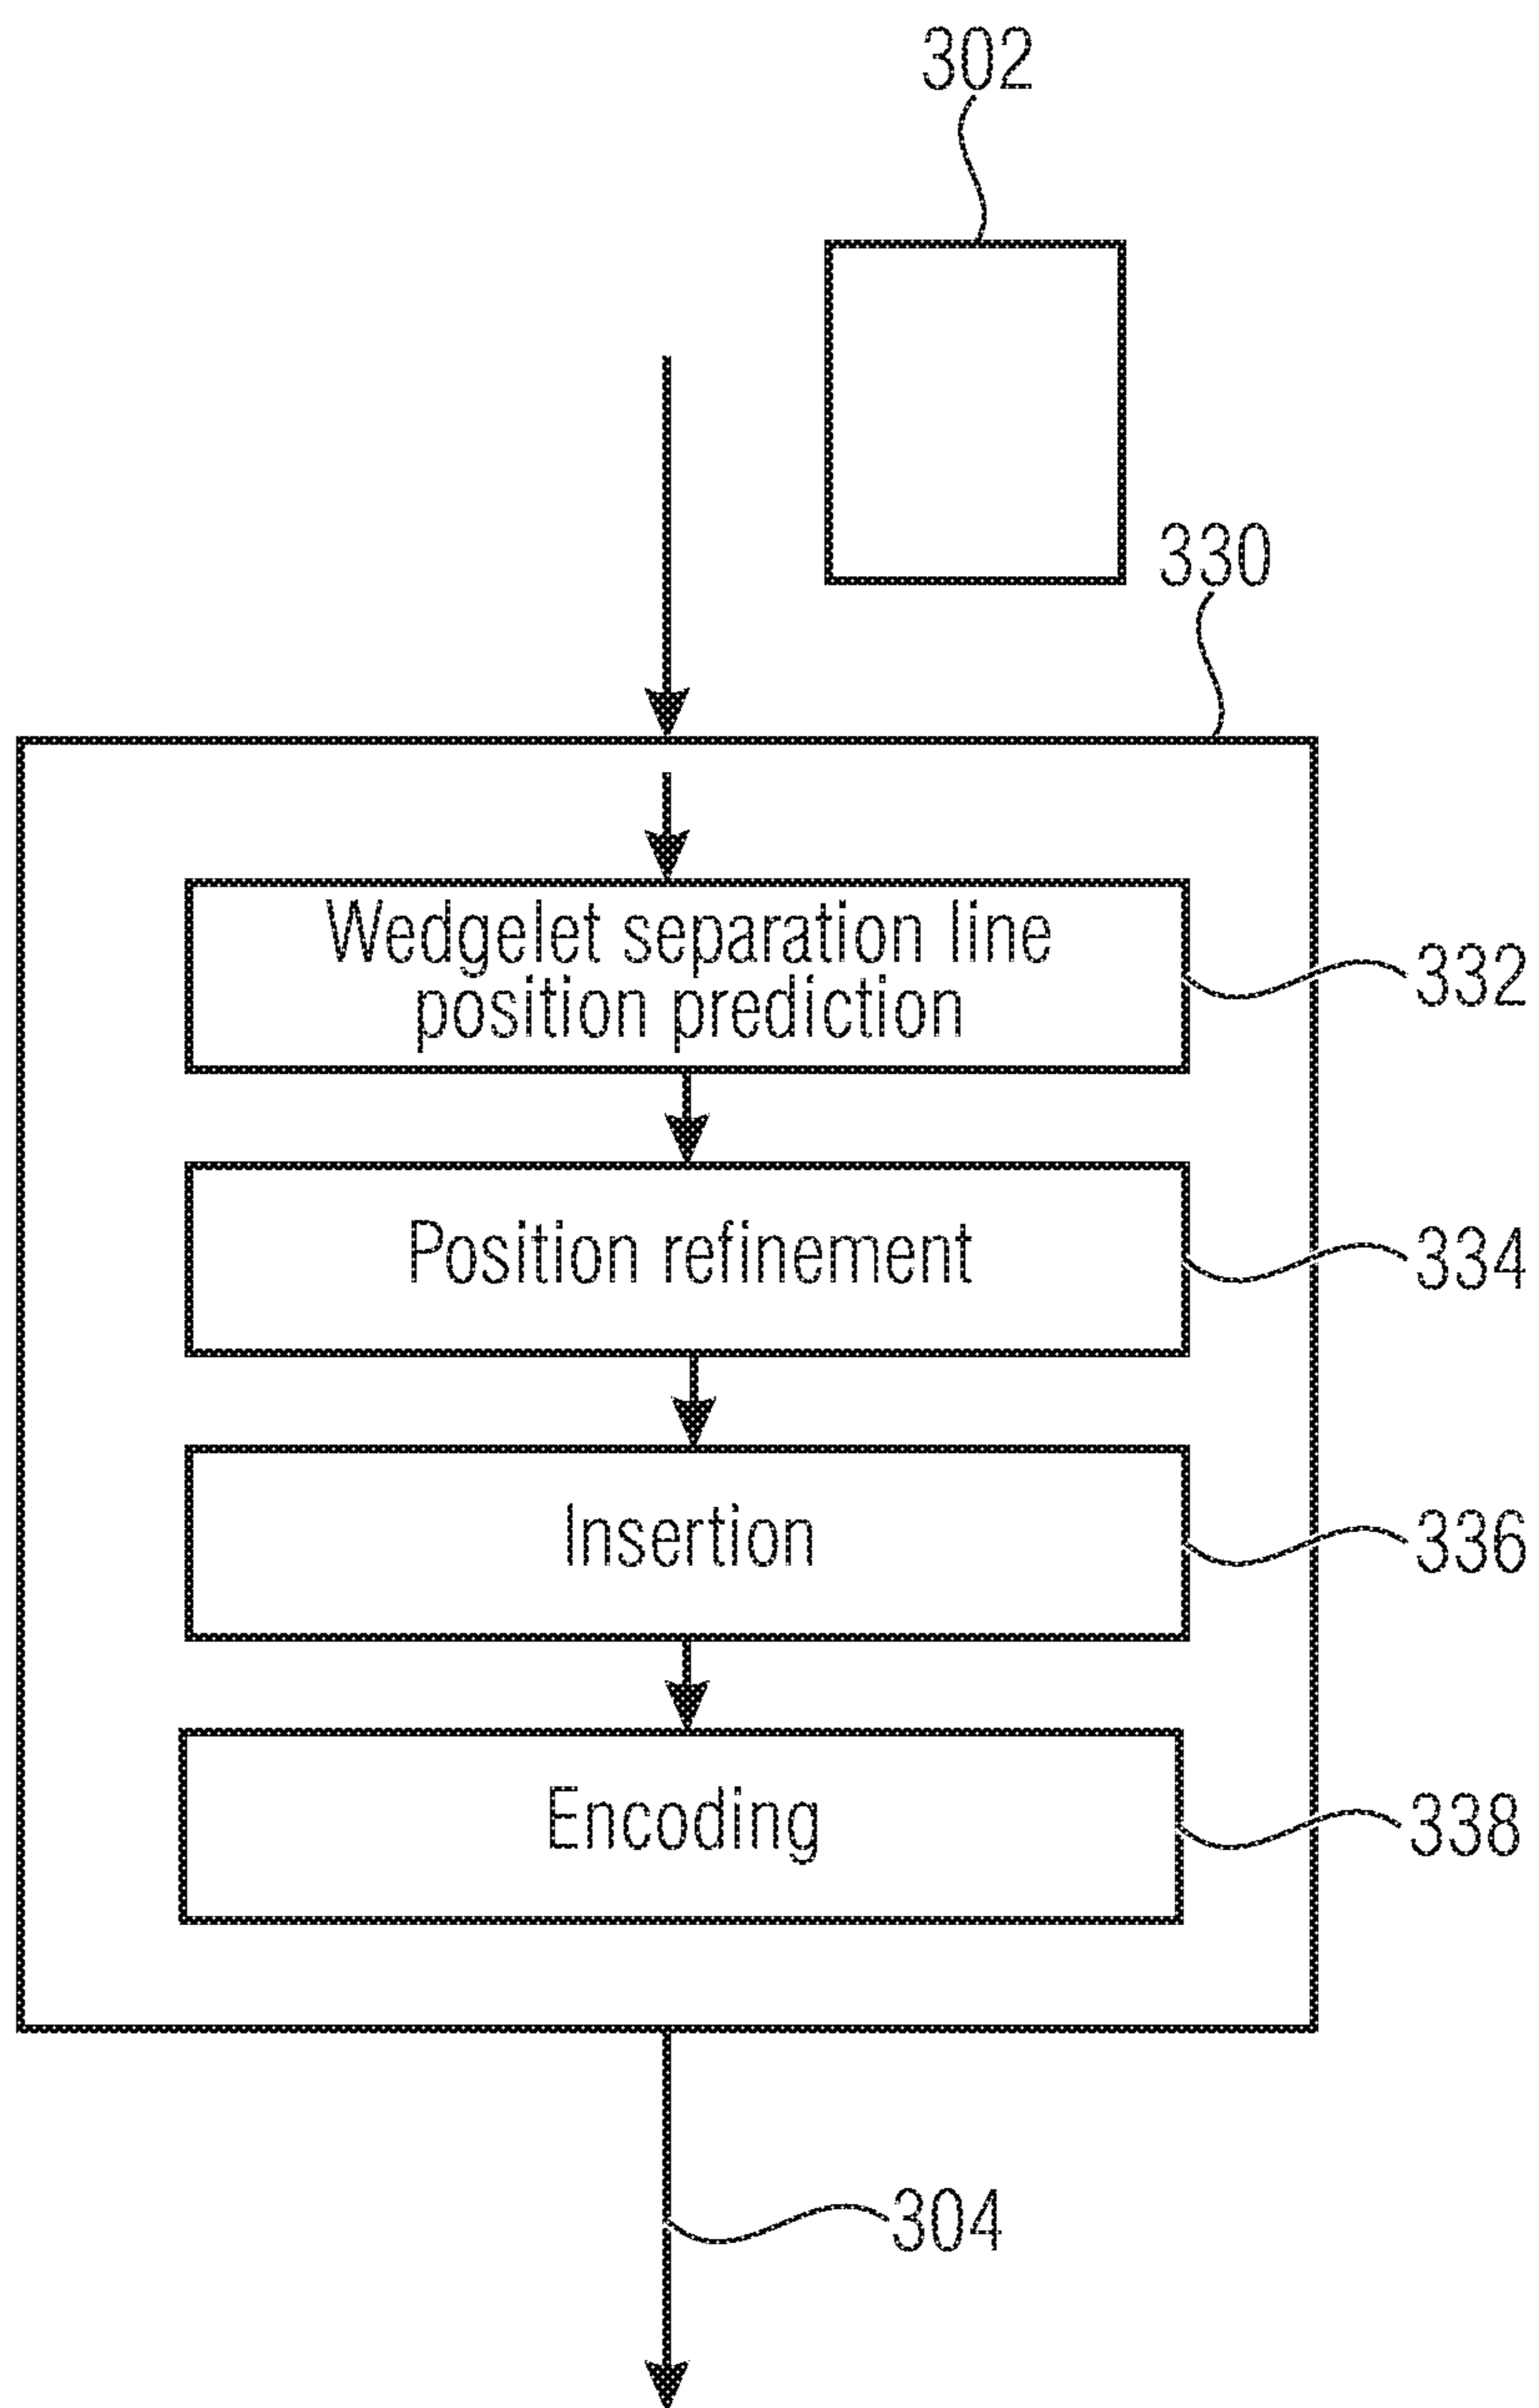 302
330
Wedgelet separation line
position prediction
332
Position refinement
334
Insertion
336
Encoding
338
304